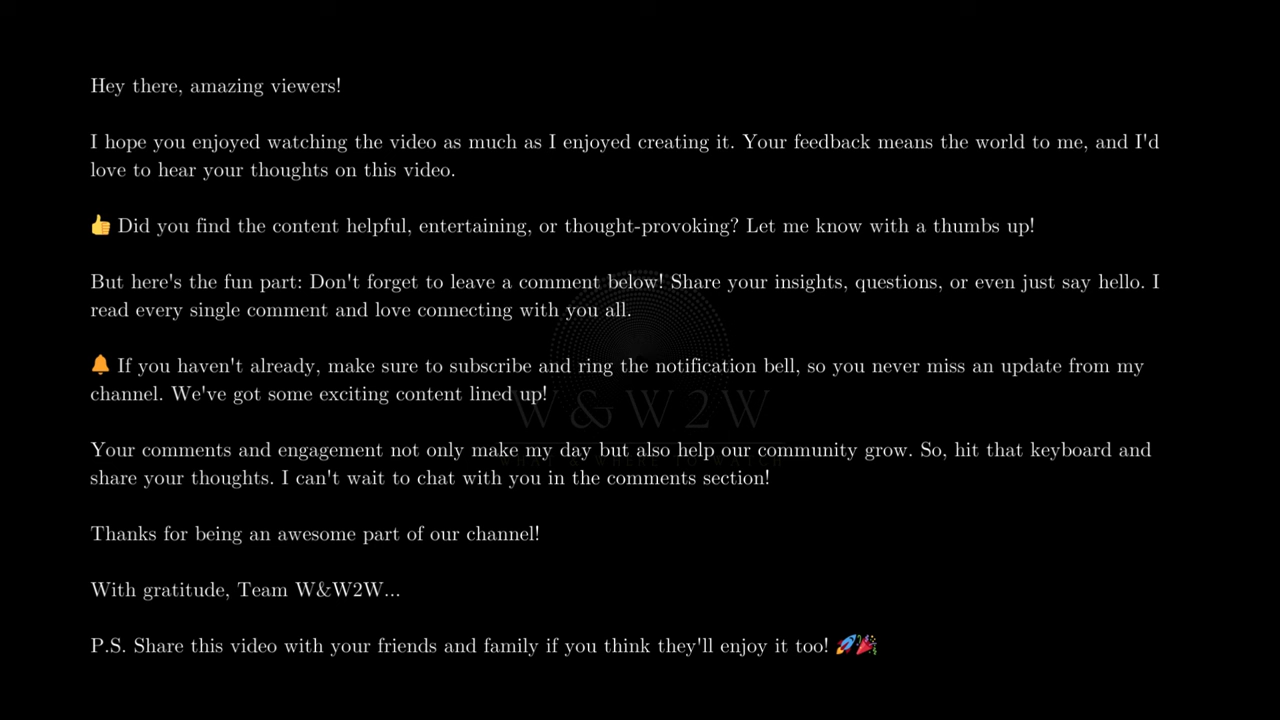 Hey there, amazing viewers!
I hope you enjoyed watching the video as much as I enjoyed creating it. Your feedback means the world to me, and I'd
love to hear your thoughts on this video.
👍 Did you find the content helpful, entertaining, or thought-provoking? Let me know with a thumbs up!
But here's the fun part: Don't forget to leave a comment below! Share your insights, questions, or even just say hello. I
read every single comment and love connecting with you all.
🔔 If you haven't already, make sure to subscribe and ring the notification bell, so you never miss an update from my
channel. We've got some exciting content lined up!
W&W2W
Your comments and engagement not only make my day but also help our community grow. So, hit that keyboard and
share your thoughts. I can't wait to chat with you in the comments section!
Thanks for being an awesome part of our channel!
With gratitude, Team W&W2W...
P.S. Share this video with your friends and family if you think they'll enjoy it too! 🚀🎉